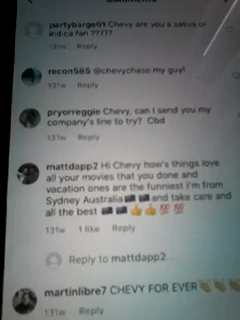 Comments
partybarge01 Chevy are you a sativa or
indica fan ?????
131w Reply
recon585 @chevychase my guy!
131w Reply
pryorreggie Chevy, can I send you my
company's line to try? Cbd
131w Reply
mattdapp2 Hi Chevy how's things love
all your movies that you done and
vacation ones are the funniest i'm from
Sydney Australia🇦🇺🇦🇺and take care and
all the best 🇦🇺🇦🇺👍👍💯💯
131w 1 like Reply
Reply to mattdapp2...
martinlibre7 CHEVY FOR EVER👏👏👏
131w Reply